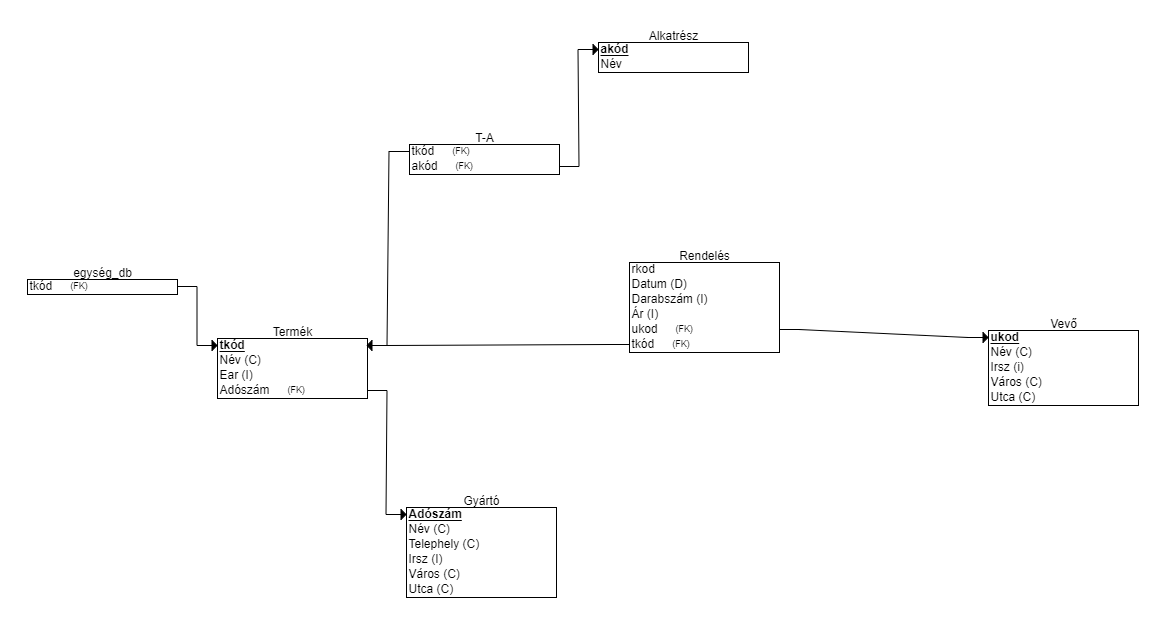 Alkatrész
akód
Név
T-A
tkód (FK)
akód (FK)
egység_db
tkód (FK)
Rendelés
rkod
Datum (D)
Darabszám (I)
Ár (I)
ukod (FK)
tkód (FK)
Termék
tkód
Név (C)
Ear (I)
Adószám (FK)
Vevő
ukod
Név (C)
Irsz (i)
Város (C)
Utca (C)
Gyártó
Adószám
Név (C)
Telephely (C)
Irsz (I)
Város (C)
Utca (C)